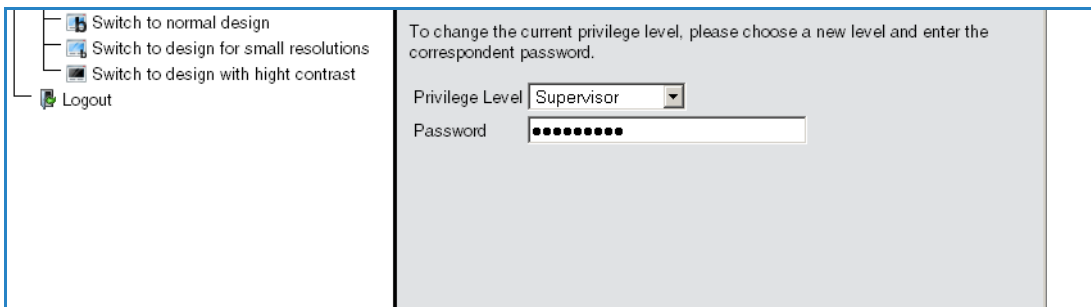 Switch to normal design
Switch to design for small resolutions
Switch to design with hight contrast
Logout
To change the current privilege level, please choose a new level and enter the
correspondent password.
Privilege Level Supervisor
Password •••••••••